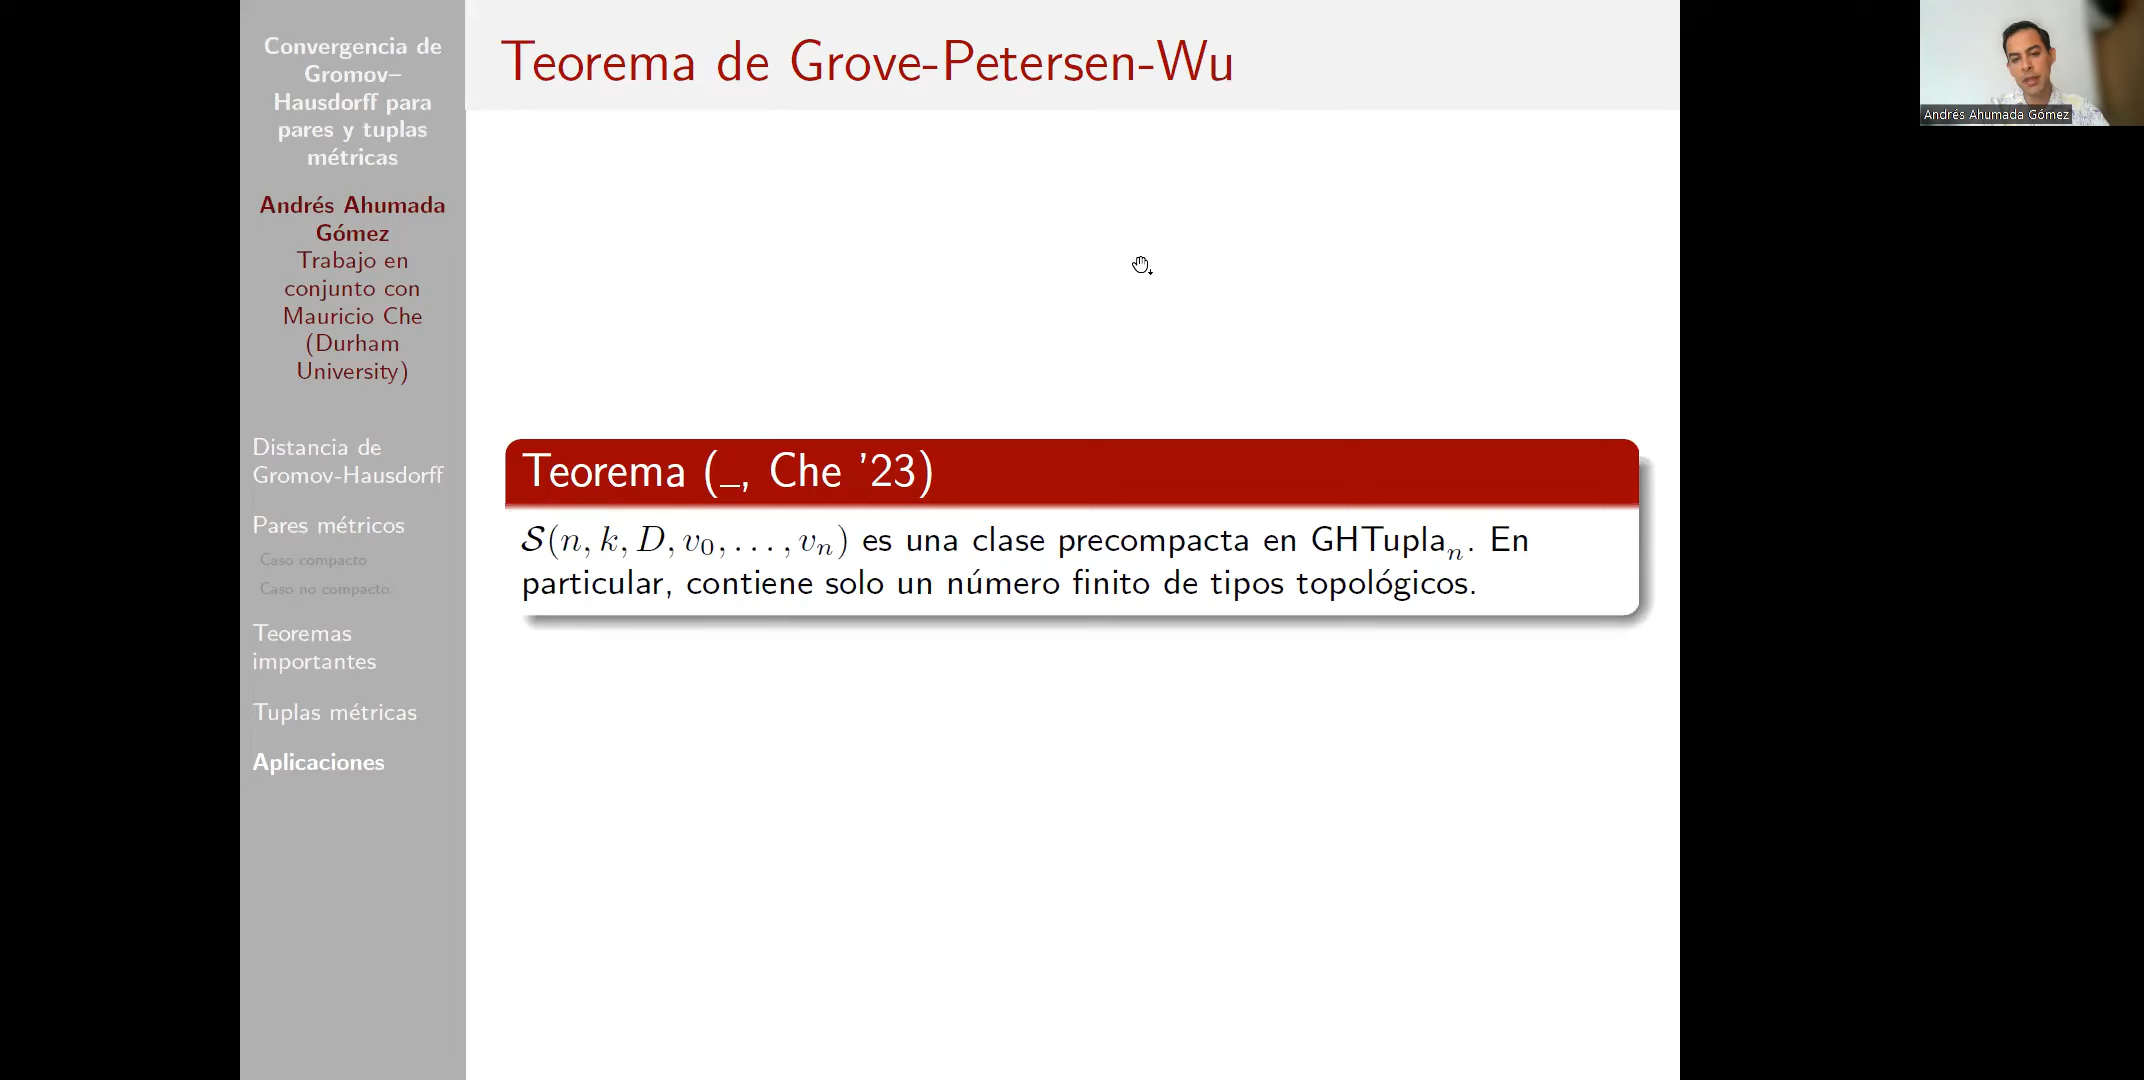 Convergencia de
Gromov–
Hausdorff para
pares y tuplas
métricas
Andrés Ahumada
Gómez
Trabajo en
conjunto con
Mauricio Che
(Durham
University)
Distancia de
Gromov-Hausdorff
Pares métricos
Caso compacto
Caso no compacto
Teoremas
importantes
Tuplas métricas
Aplicaciones
Teorema de Grove-Petersen-Wu
Teorema (_, Che '23)
𝒮(n, k, D, v₀, . . . , vₙ) es una clase precompacta en GHTuplaₙ. En
particular, contiene solo un número finito de tipos topológicos.
Andrés Ahumada Gómez